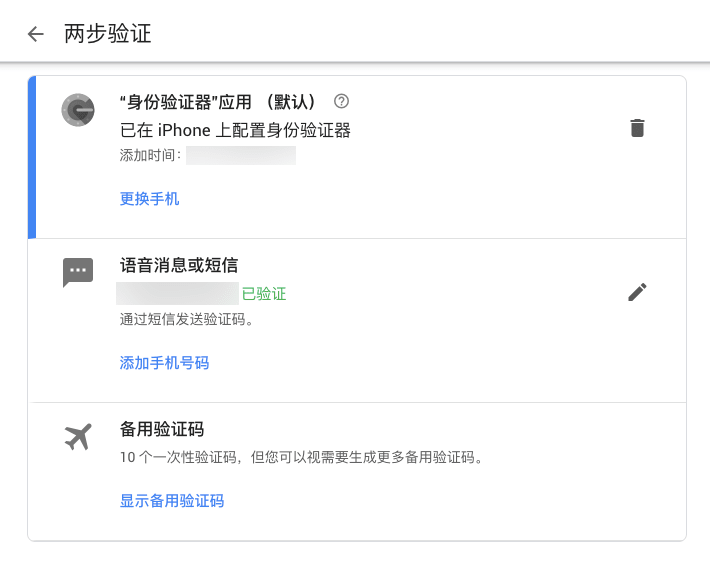 两步验证
“身份验证器”应用 （默认）
已在 iPhone 上配置身份验证器
添加时间：
更换手机
语音消息或短信
已验证
通过短信发送验证码。
添加手机号码
备用验证码
10 个一次性验证码，但您可以视需要生成更多备用验证码。
显示备用验证码